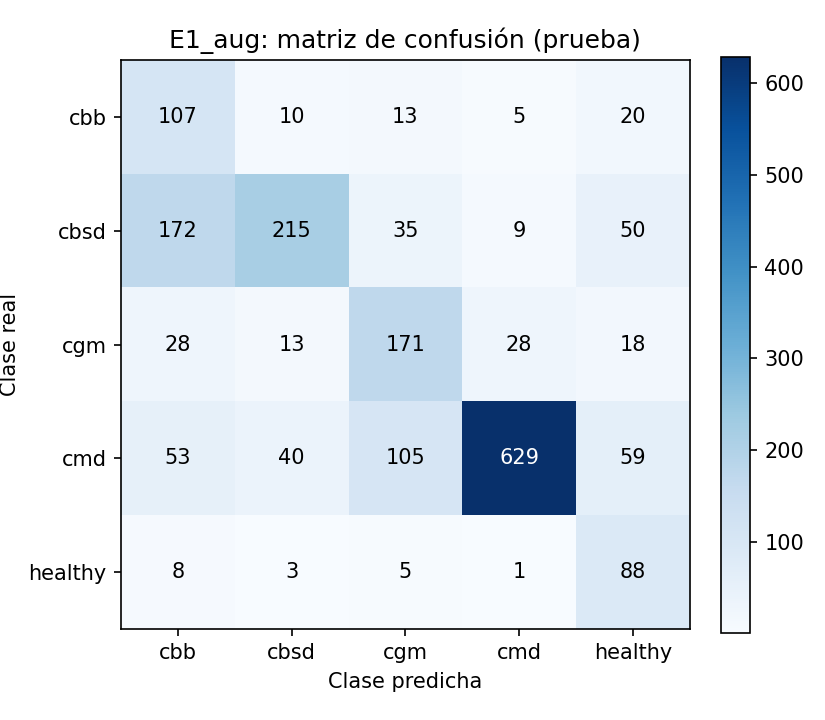 E1_aug: matriz de confusión (prueba)
cbb 107 10 13 5 20
cbsd 172 215 35 9 50
cgm 28 13 171 28 18
cmd 53 40 105 629 59
healthy 8 3 5 1 88
cbb cbsd cgm cmd healthy
Clase predicha
Clase real
600
500
400
300
200
100